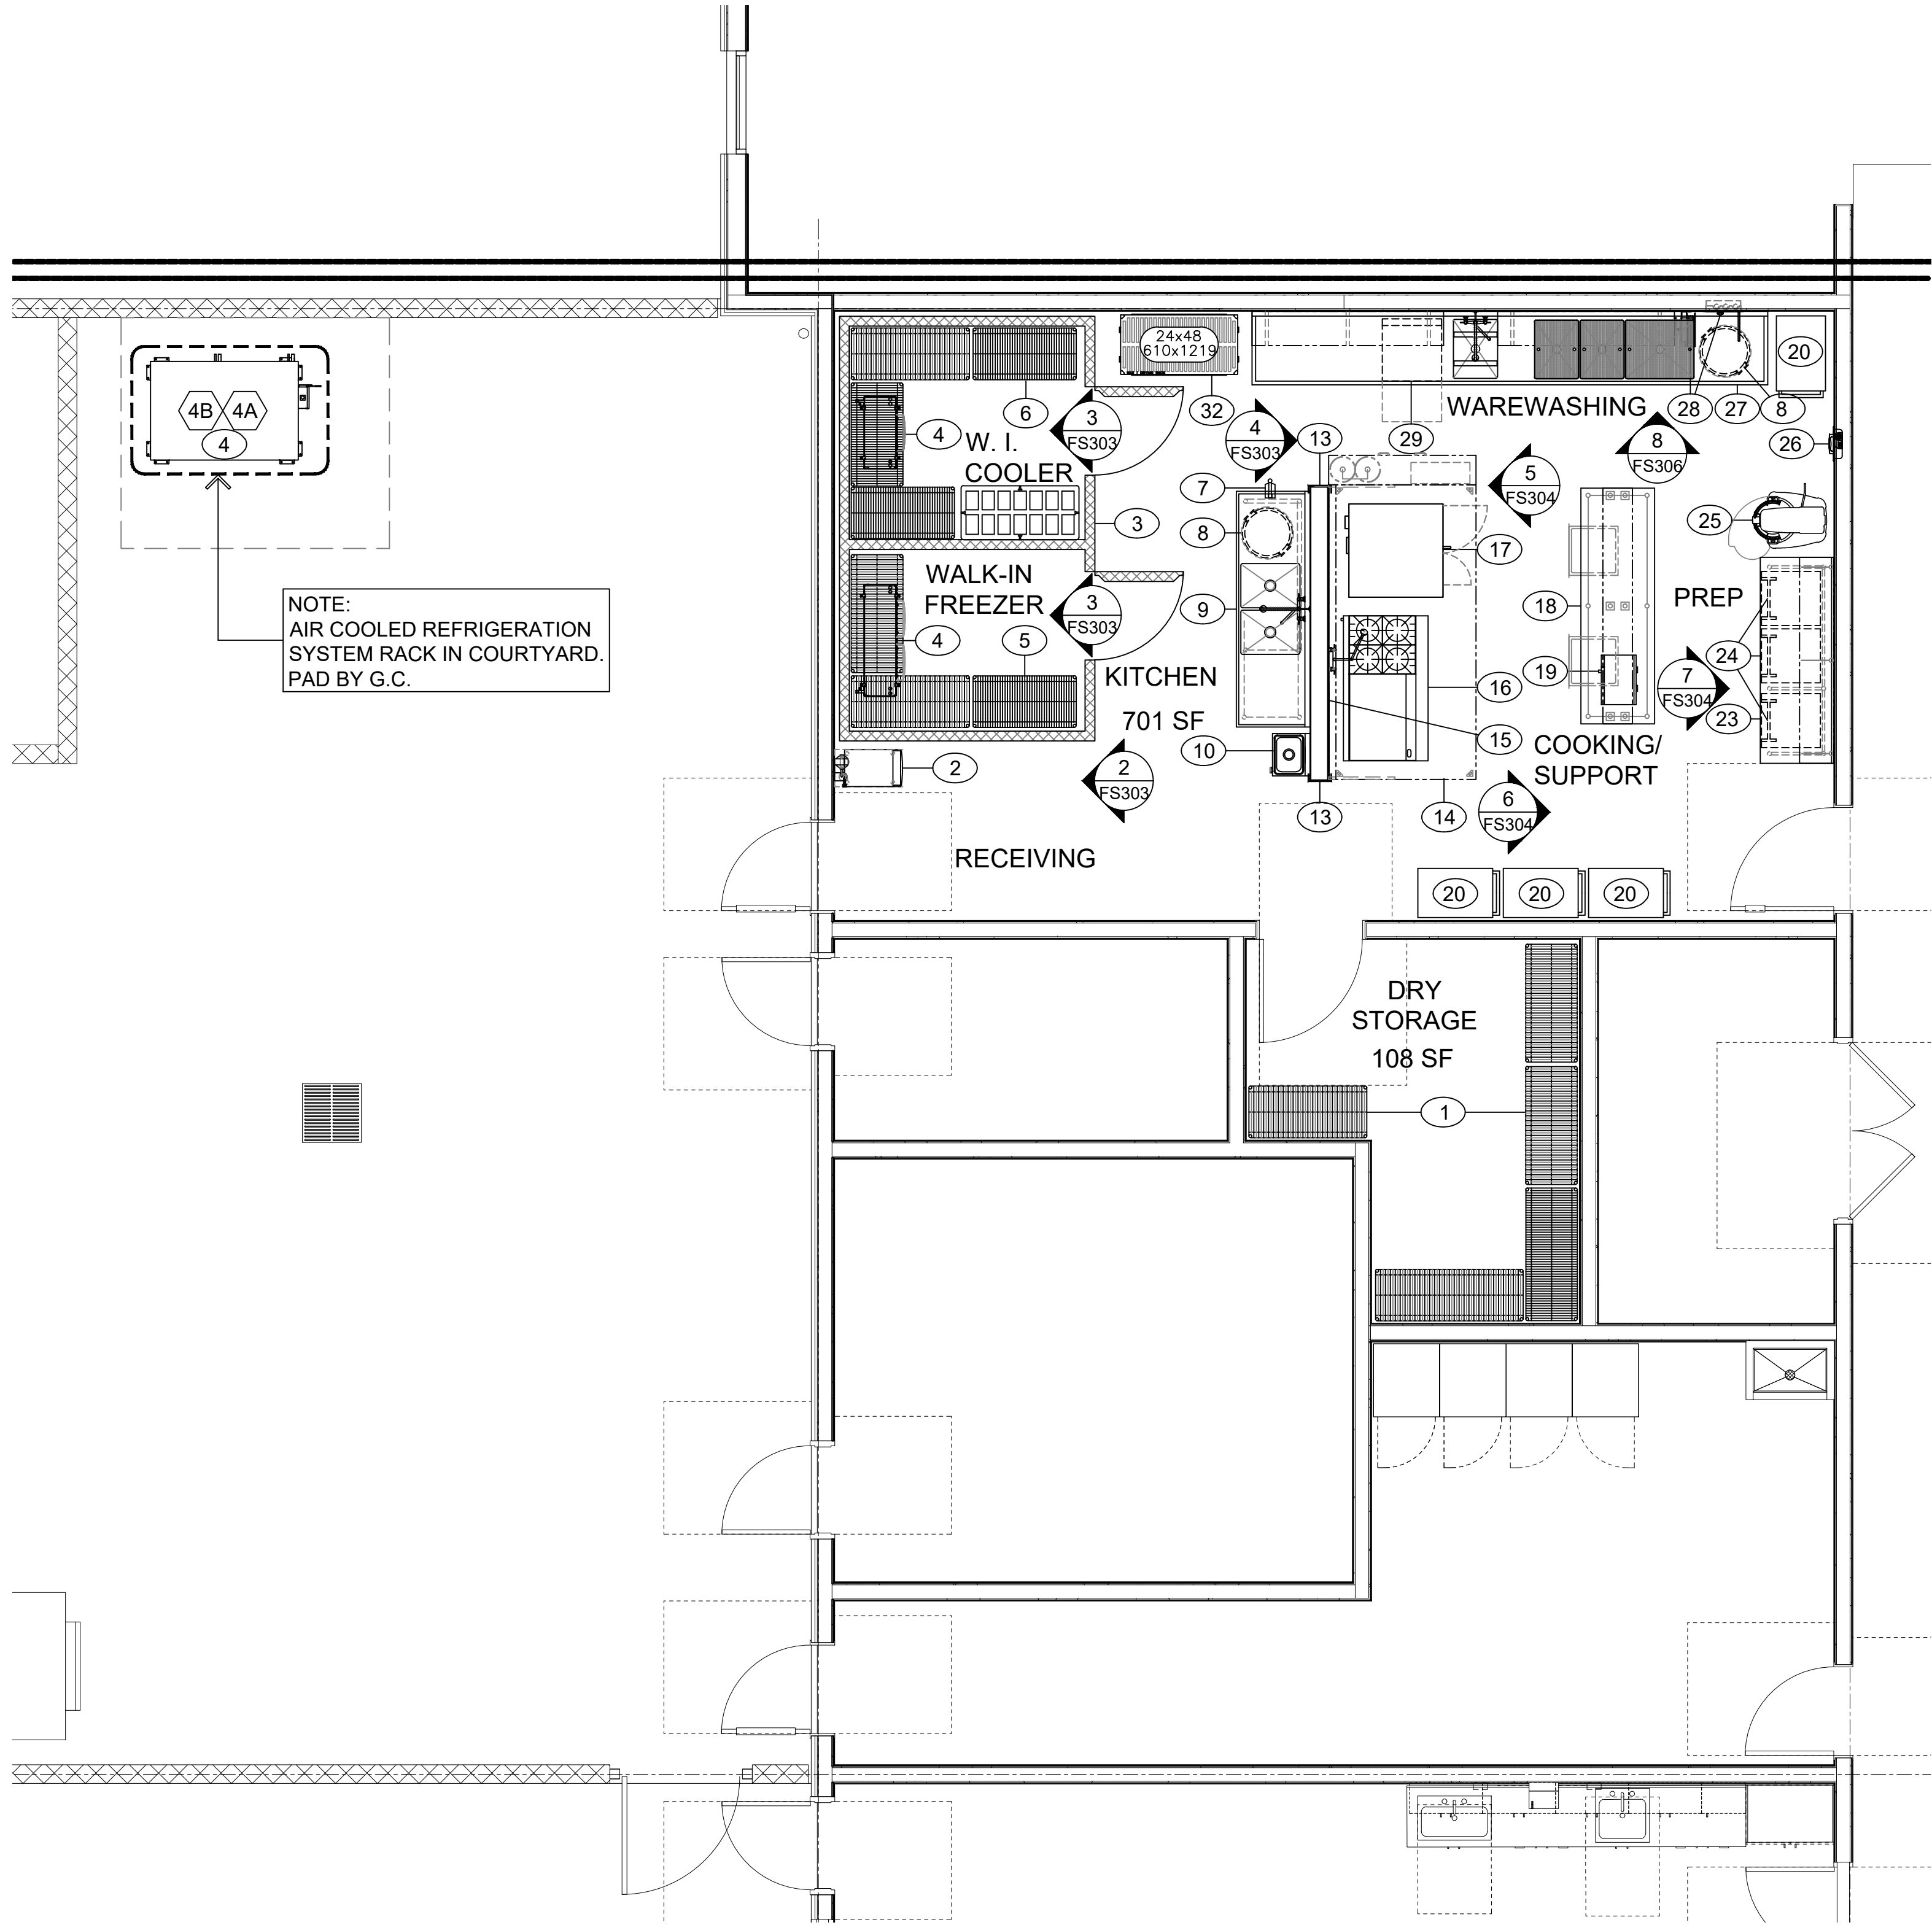 24x48
610x1219
20
WAREWASHING
28
27
8
6
32
3
FS303
4
FS303
13
29
8
FS306
26
4B
4A
4
4
W. I.
COOLER
5
FS304
7
3
8
25
17
WALK-IN
FREEZER
3
FS303
NOTE:
AIR COOLED REFRIGERATION
SYSTEM RACK IN COURTYARD.
PAD BY G.C.
9
18
PREP
4
5
24
19
KITCHEN
701 SF
16
7
FS304
23
15
10
COOKING/
SUPPORT
2
2
FS303
13
14
6
FS304
RECEIVING
20
20
20
DRY
STORAGE
108 SF
1